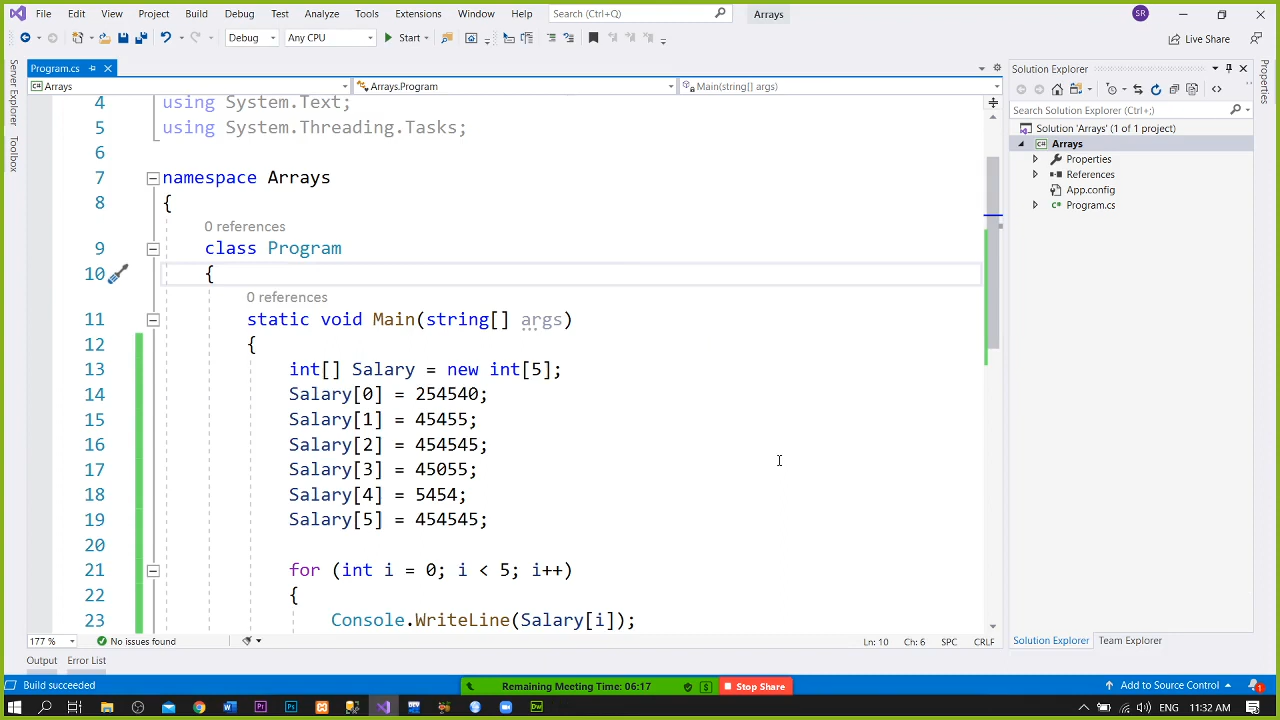 File Edit View Project Build Debug Test Analyze Tools Extensions Window Help Search (Ctrl+Q) Arrays SR
Debug Any CPU Start Live Share
Program.cs
Arrays Arrays.Program Main(string[] args)
Server Explorer
Toolbox
4 using System.Text;
5 using System.Threading.Tasks;
6
7 namespace Arrays
8 {
0 references
9 class Program
10 {
0 references
11 static void Main(string[] args)
12 {
13 int[] Salary = new int[5];
14 Salary[0] = 254540;
15 Salary[1] = 45455;
16 Salary[2] = 454545;
17 Salary[3] = 45055;
18 Salary[4] = 5454;
19 Salary[5] = 454545;
20
21 for (int i = 0; i < 5; i++)
22 {
23 Console.WriteLine(Salary[i]);
177 % No issues found Ln: 10 Ch: 6 SPC CRLF
Solution Explorer
Search Solution Explorer (Ctrl+;)
Solution 'Arrays' (1 of 1 project)
C# Arrays
Properties
References
App.config
C# Program.cs
Solution Explorer Team Explorer
Properties
Output Error List
Build succeeded Remaining Meeting Time: 06:17 Stop Share Add to Source Control 1
W Pr Ps Dw ENG 11:32 AM